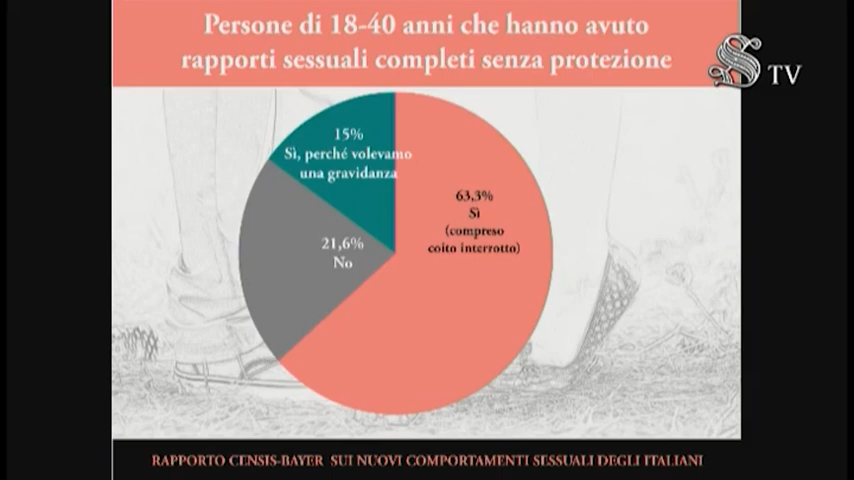 Persone di 18-40 anni che hanno avuto
rapporti sessuali completi senza protezione
S TV
15%
Sì, perché volevamo
una gravidanza
63,3%
Sì
(compreso
coito interrotto)
21,6%
No
RAPPORTO CENSIS-BAYER SUI NUOVI COMPORTAMENTI SESSUALI DEGLI ITALIANI